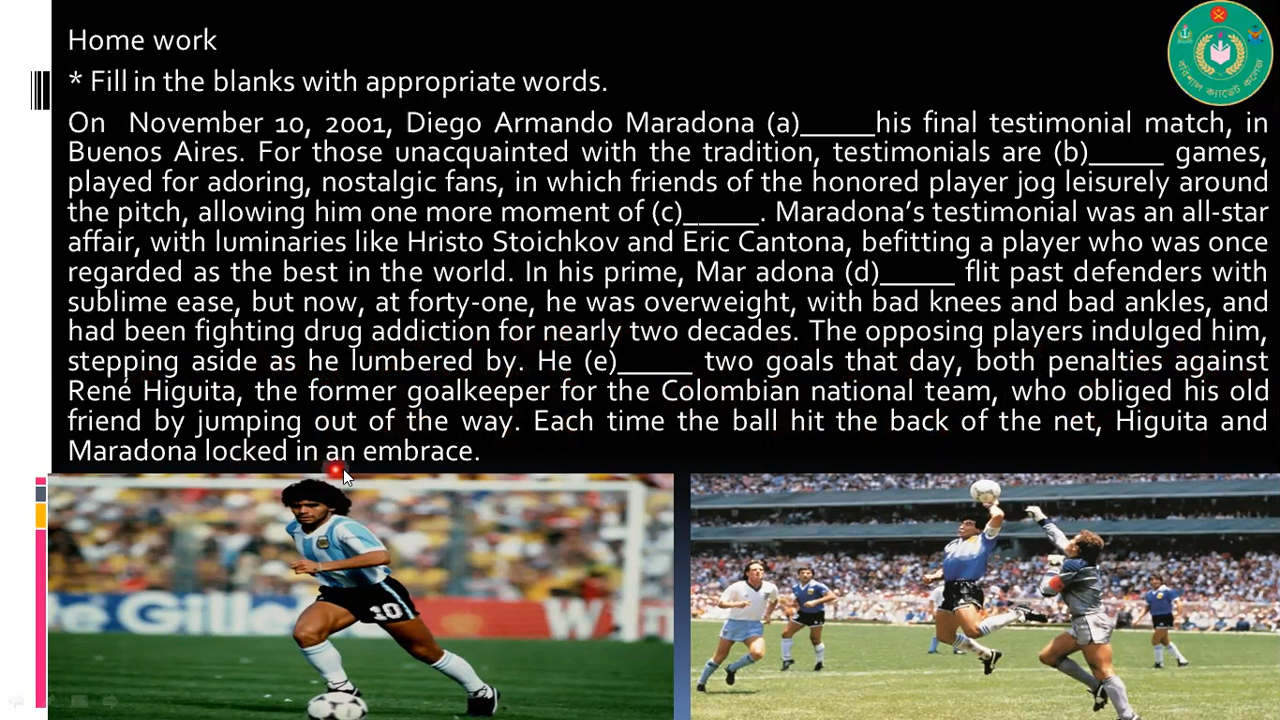 Home work
* Fill in the blanks with appropriate words.
On November 10, 2001, Diego Armando Maradona (a)_____his final testimonial match, in
Buenos Aires. For those unacquainted with the tradition, testimonials are (b)_____ games,
played for adoring, nostalgic fans, in which friends of the honored player jog leisurely around
the pitch, allowing him one more moment of (c)_____. Maradona’s testimonial was an all-star
affair, with luminaries like Hristo Stoichkov and Eric Cantona, befitting a player who was once
regarded as the best in the world. In his prime, Mar adona (d)_____ flit past defenders with
sublime ease, but now, at forty-one, he was overweight, with bad knees and bad ankles, and
had been fighting drug addiction for nearly two decades. The opposing players indulged him,
stepping aside as he lumbered by. He (e)_____ two goals that day, both penalties against
René Higuita, the former goalkeeper for the Colombian national team, who obliged his old
friend by jumping out of the way. Each time the ball hit the back of the net, Higuita and
Maradona locked in an embrace.
বরিশাল ক্যাডেট কলেজ
Gillette
10